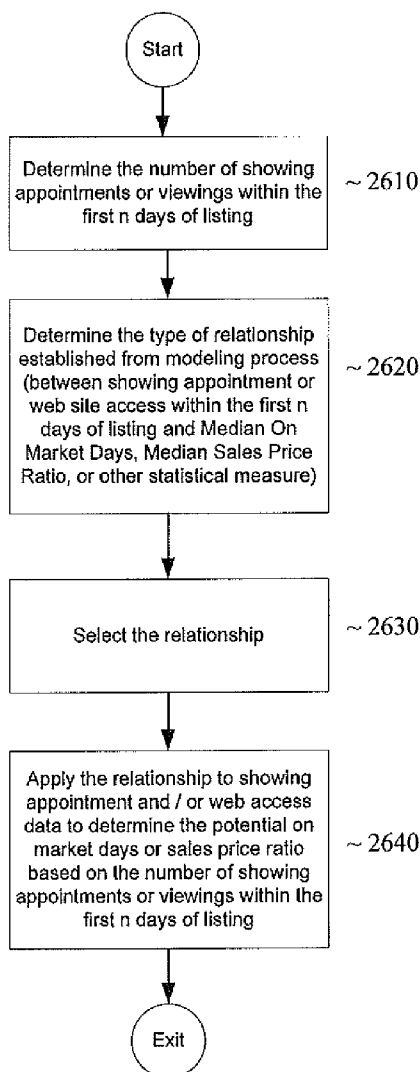 Start
Determine the number of showing
appointments or viewings within the
first n days of listing
~ 2610
Determine the type of relationship
established from modeling process
(between showing appointment or
web site access within the first n
days of listing and Median On
Market Days, Median Sales Price
Ratio, or other statistical measure)
~ 2620
Select the relationship
~ 2630
Apply the relationship to showing
appointment and / or web access
data to determine the potential on
market days or sales price ratio
based on the number of showing
appointments or viewings within the
first n days of listing
~ 2640
Exit